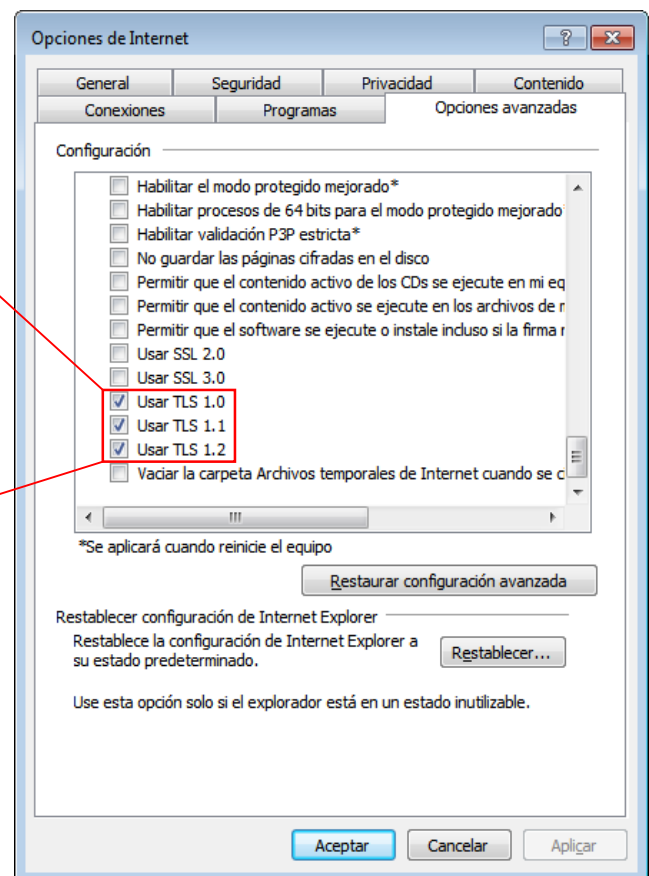 Opciones de Internet
General Seguridad Privacidad Contenido
Conexiones Programas Opciones avanzadas
Configuración
Habilitar el modo protegido mejorado*
Habilitar procesos de 64 bits para el modo protegido mejorado
Habilitar validación P3P estricta*
No guardar las páginas cifradas en el disco
Permitir que el contenido activo de los CDs se ejecute en mi eq
Permitir que el contenido activo se ejecute en los archivos de
Permitir que el software se ejecute o instale incluso si la firma
Usar SSL 2.0
Usar SSL 3.0
Usar TLS 1.0
Usar TLS 1.1
Usar TLS 1.2
Vaciar la carpeta Archivos temporales de Internet cuando se c
*Se aplicará cuando reinicie el equipo
Restaurar configuración avanzada
Restablecer configuración de Internet Explorer
Restablece la configuración de Internet Explorer a
su estado predeterminado.
Restablecer...
Use esta opción solo si el explorador está en un estado inutilizable.
Aceptar Cancelar Aplicar